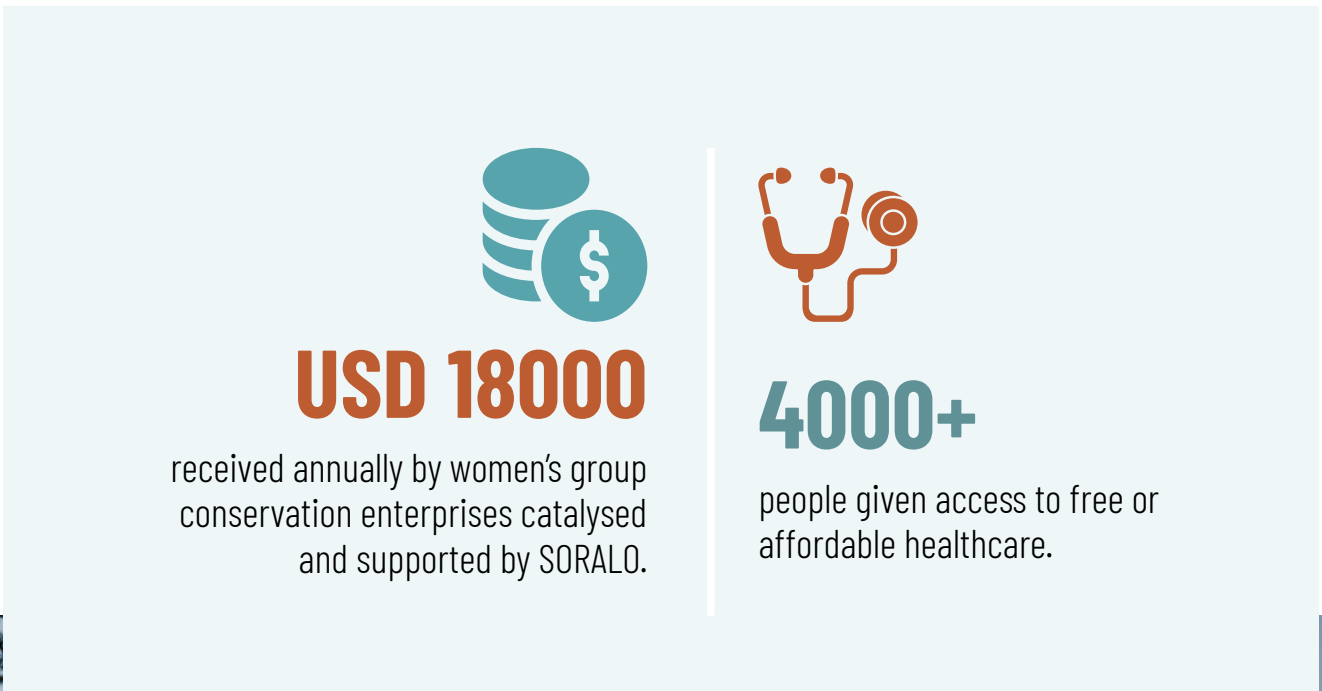 $
USD 18000
received annually by women's group
conservation enterprises catalysed
and supported by SORALO.
4000+
people given access to free or
affordable healthcare.